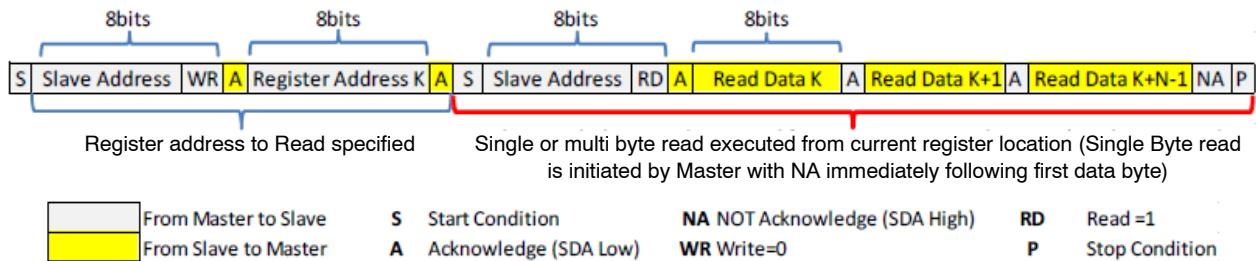 8bits 8bits 8bits 8bits
S Slave Address WR A Register Address K A S Slave Address RD A Read Data K A Read Data K+1 A Read Data K+N-1 NA P
Register address to Read specified
Single or multi byte read executed from current register location (Single Byte read
is initiated by Master with NA immediately following first data byte)
From Master to Slave S Start Condition NA NOT Acknowledge (SDA High) RD Read =1
From Slave to Master A Acknowledge (SDA Low) WR Write=0 P Stop Condition